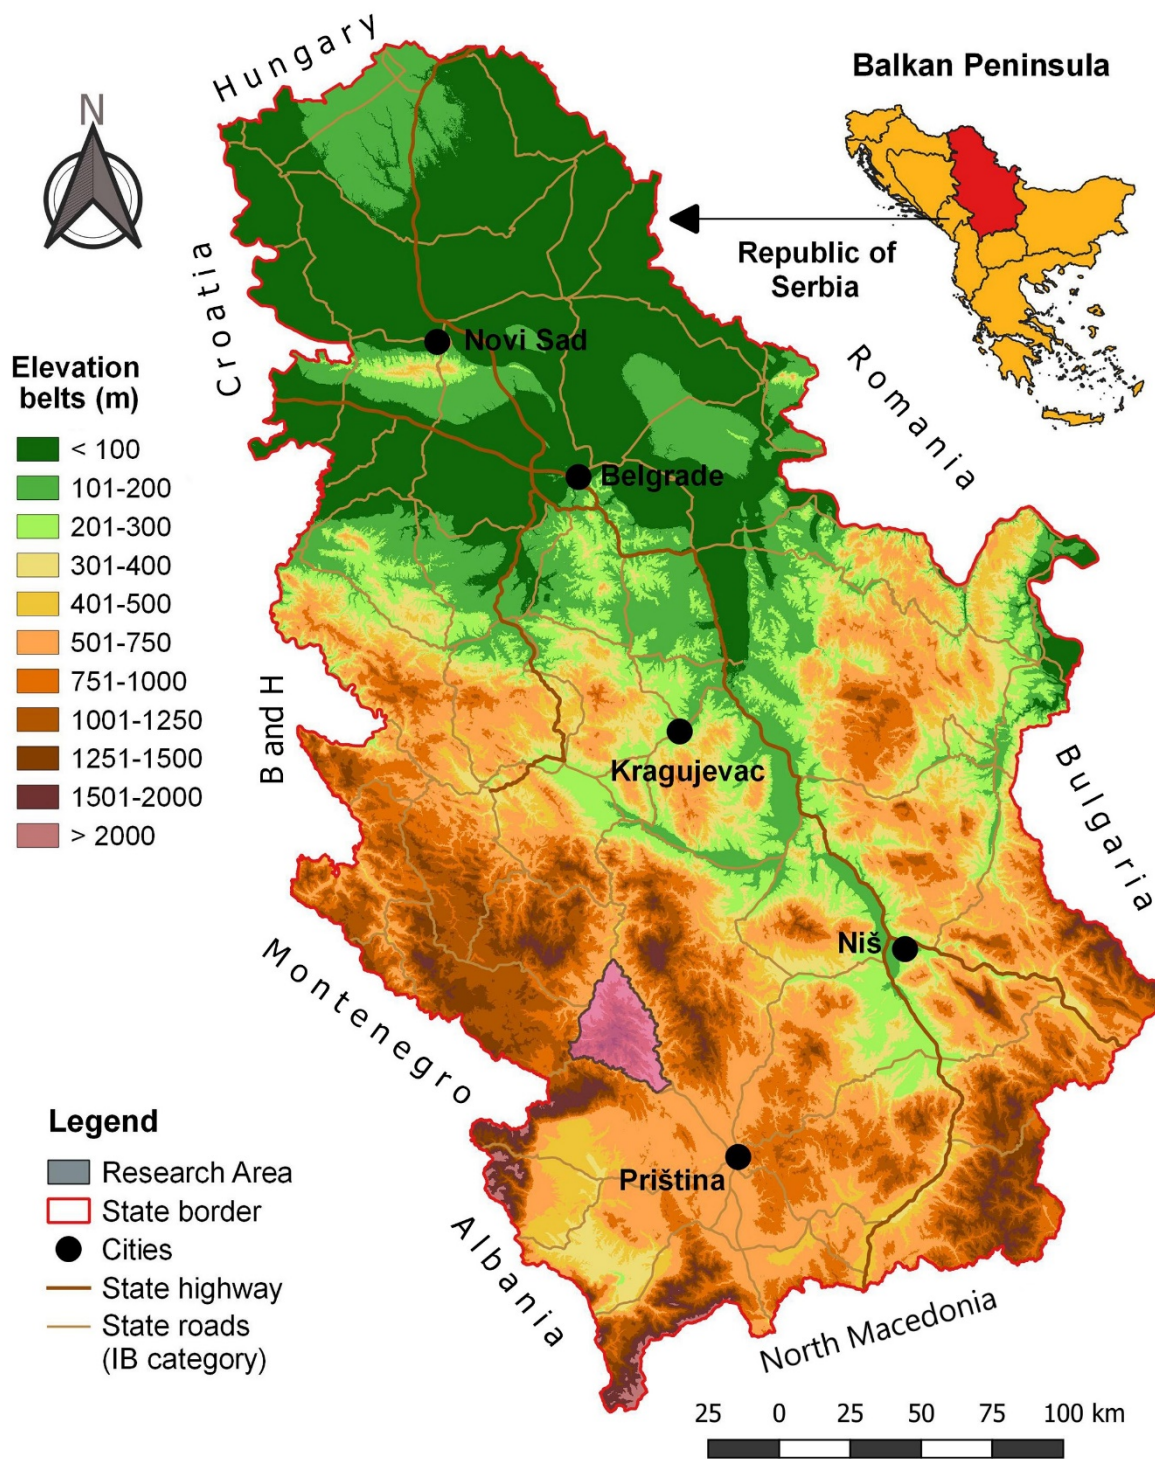 Hungary
N
Balkan Peninsula
Republic of
Serbia
Croatia
Novi Sad
Romania
Elevation
belts (m)
< 100
101-200
201-300
301-400
401-500
501-750
751-1000
1001-1250
1251-1500
1501-2000
> 2000
Belgrade
B and H
Kragujevac
Bulgaria
Niš
Montenegro
Priština
Albania
North Macedonia
Legend
Research Area
State border
Cities
State highway
State roads
(IB category)
25 0 25 50 75 100 km